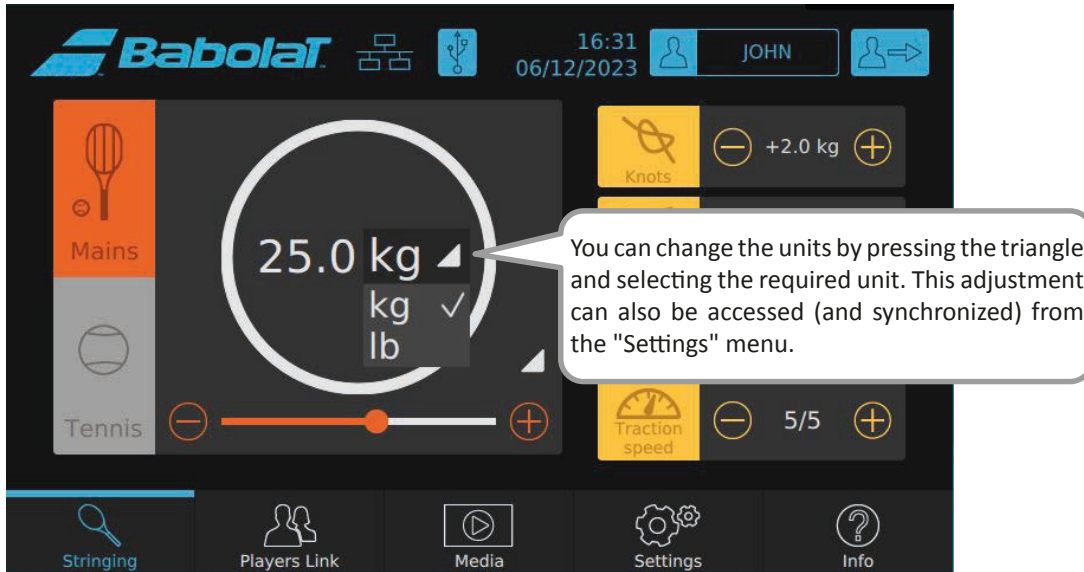 BABOLAT
16:31
06/12/2023
JOHN
Mains
Tennis
25.0 kg
kg ✓
lb
Knots
+2.0 kg
You can change the units by pressing the triangle
and selecting the required unit. This adjustment
can also be accessed (and synchronized) from
the "Settings" menu.
Traction
speed
5/5
Stringing
Players Link
Media
Settings
Info